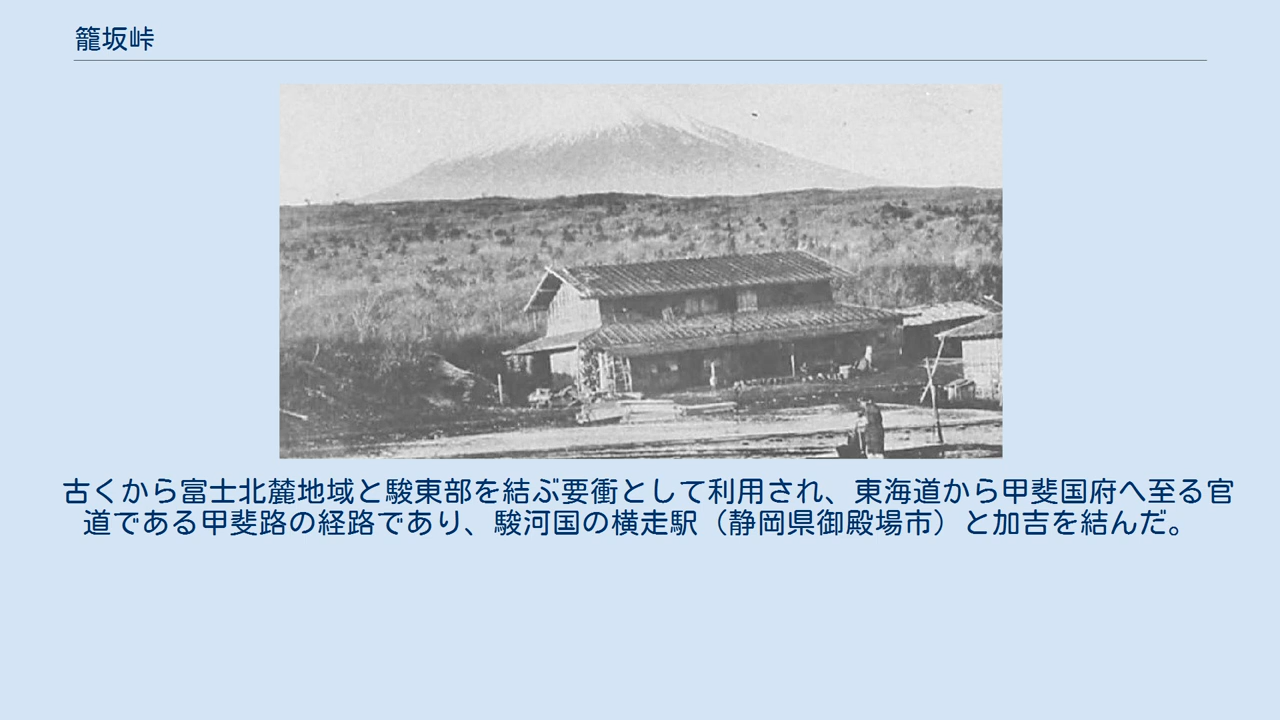 籠坂峠
古くから富士北麓地域と駿東部を結ぶ要衝として利用され、東海道から甲斐国府へ至る官
道である甲斐路の経路であり、駿河国の横走駅（静岡県御殿場市）と加吉を結んだ。